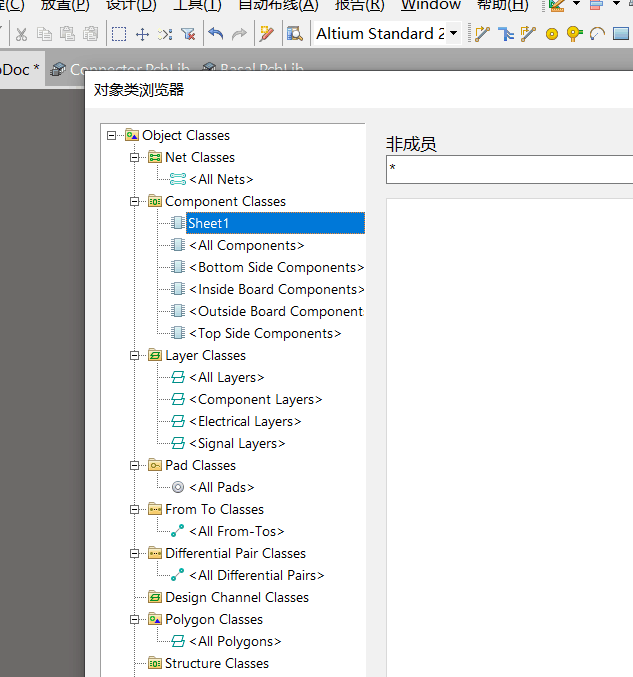 程(C) 放置(P) 设计(D) 工具(T) 自动布线(A) 报告(R) Window 帮助(H)
Altium Standard 2
Doc * Connector.PcbLib Basal.PcbLib
对象类浏览器
Object Classes
Net Classes
<All Nets>
Component Classes
Sheet1
<All Components>
<Bottom Side Components>
<Inside Board Components>
<Outside Board Component
<Top Side Components>
Layer Classes
<All Layers>
<Component Layers>
<Electrical Layers>
<Signal Layers>
Pad Classes
<All Pads>
From To Classes
<All From-Tos>
Differential Pair Classes
<All Differential Pairs>
Design Channel Classes
Polygon Classes
<All Polygons>
Structure Classes
非成员
*